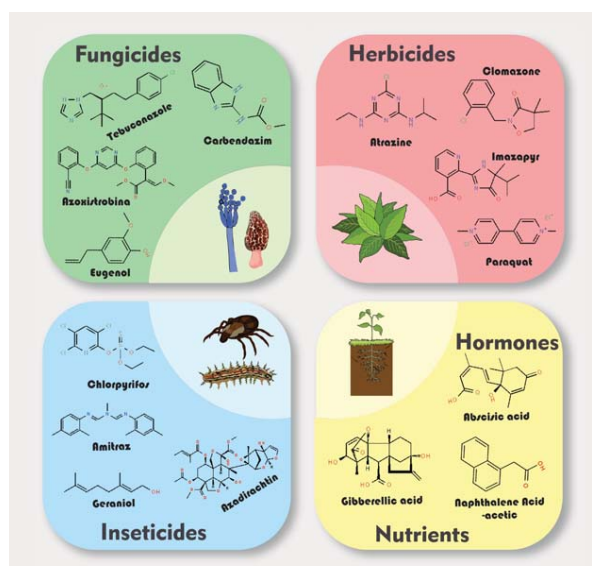 Fungicides
Tebuconazole
Carbendazim
Azoxistrobina
Eugenol
Herbicides
Clomazone
Atrazine
Imazapyr
Paraquat
Chlorpyrifos
Amitraz
Geraniol
Azadirachtin
Inseticides
Hormones
Abscisic acid
Gibberellic acid
Naphthalene Acid
-acetic
Nutrients